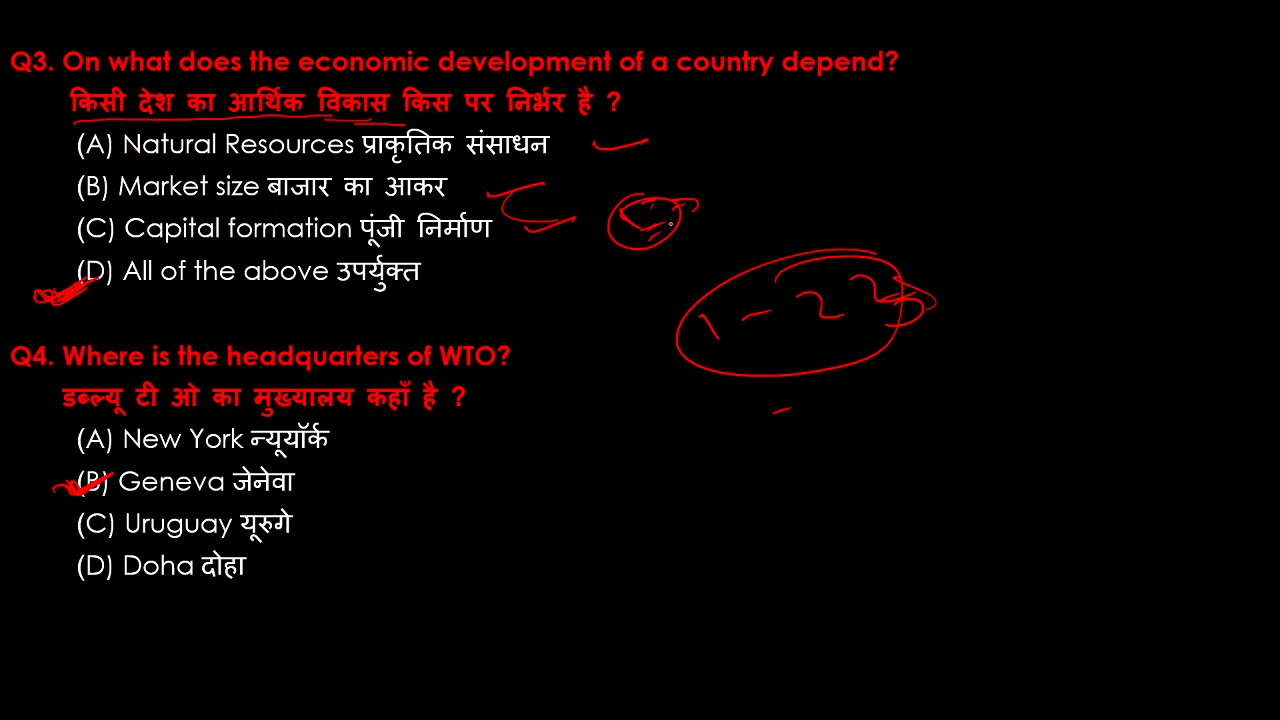 Q3. On what does the economic development of a country depend?
किसी देश का आर्थिक विकास किस पर निर्भर है ?
(A) Natural Resources प्राकृतिक संसाधन
(B) Market size बाजार का आकर
(C) Capital formation पूंजी निर्माण
(D) All of the above उपर्युक्त
1 - 22
Q4. Where is the headquarters of WTO?
डब्ल्यू टी ओ का मुख्यालय कहाँ है ?
(A) New York न्यूयॉर्क
(B) Geneva जेनेवा
(C) Uruguay यूरुगे
(D) Doha दोहा